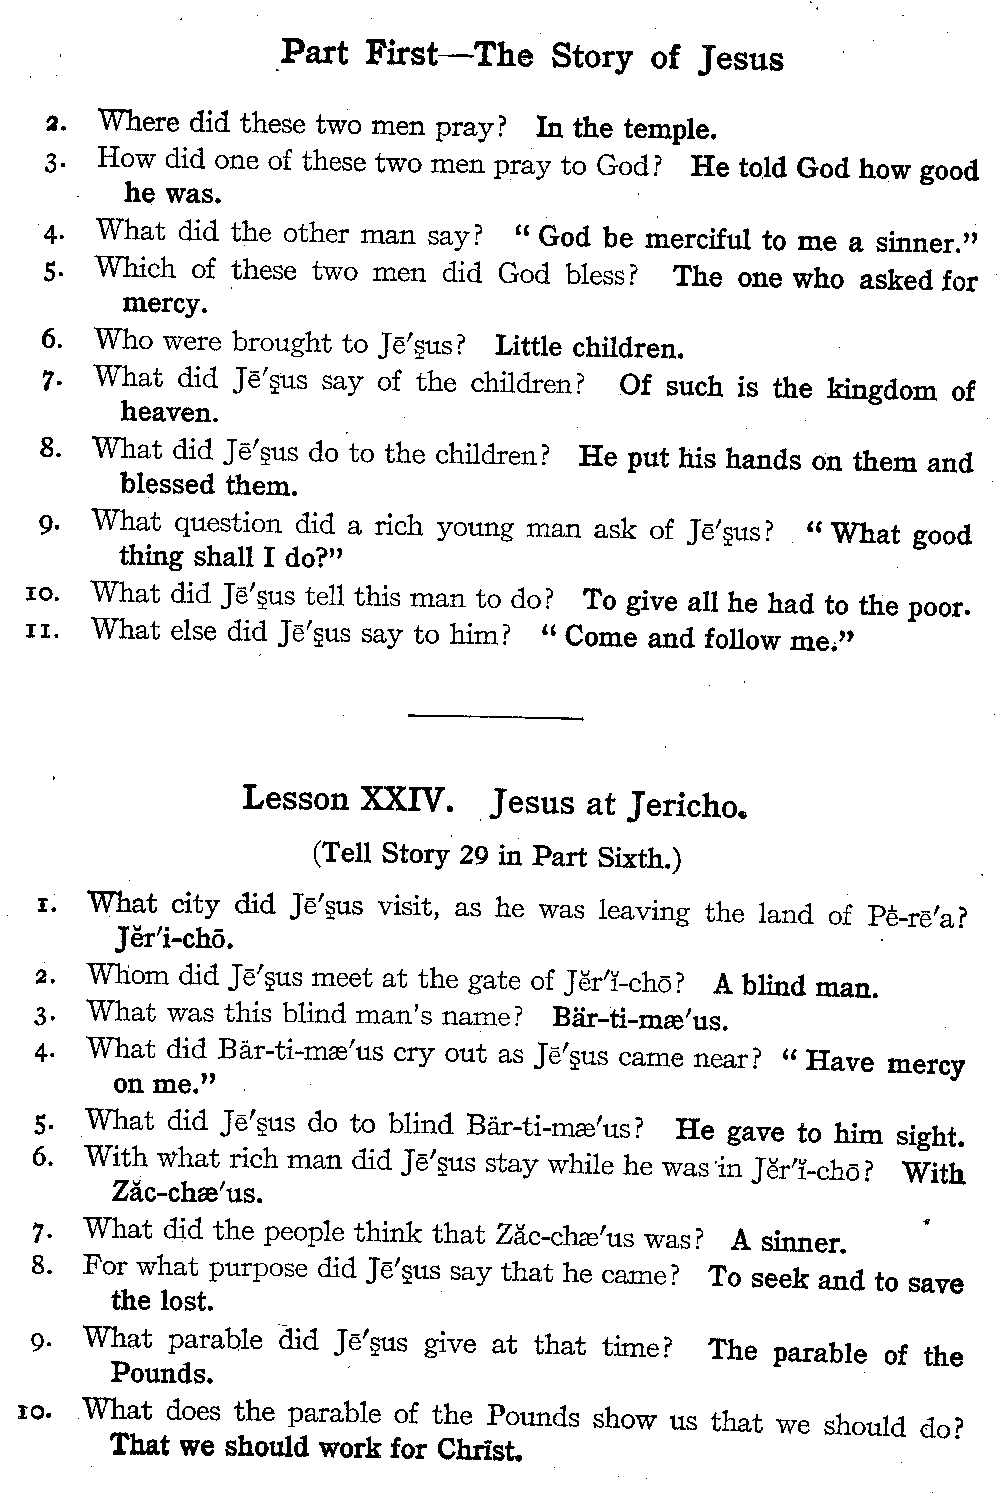 Part First—The Story of Jesus
2. Where did these two men pray? In the temple.
3. How did one of these two men pray to God? He told God how good
he was.
4. What did the other man say? "God be merciful to me a sinner."
5. Which of these two men did God bless? The one who asked for
mercy.
6. Who were brought to Jē′s̱us? Little children.
7. What did Jē′s̱us say of the children? Of such is the kingdom of
heaven.
8. What did Jē′s̱us do to the children? He put his hands on them and
blessed them.
9. What question did a rich young man ask of Jē′s̱us? "What good
thing shall I do?"
10. What did Jē′s̱us tell this man to do? To give all he had to the poor.
11. What else did Jē′s̱us say to him? "Come and follow me."
Lesson XXIV. Jesus at Jericho.
(Tell Story 29 in Part Sixth.)
1. What city did Jē′s̱us visit, as he was leaving the land of Pē̍-rē′a?
Jĕr′i-chō.
2. Whom did Jē′s̱us meet at the gate of Jĕr′ĭ-chō? A blind man.
3. What was this blind man's name? Bär-ti-mæ′us.
4. What did Bär-ti-mæ′us cry out as Jē′s̱us came near? "Have mercy
on me."
5. What did Jē′s̱us do to blind Bär-ti-mæ′us? He gave to him sight.
6. With what rich man did Jē′s̱us stay while he was in Jĕr′ĭ-chō? With
Zăc-chæ′us.
7. What did the people think that Zăc-chæ′us was? A sinner.
8. For what purpose did Jē′s̱us say that he came? To seek and to save
the lost.
9. What parable did Jē′s̱us give at that time? The parable of the
Pounds.
10. What does the parable of the Pounds show us that we should do?
That we should work for Chrīst.